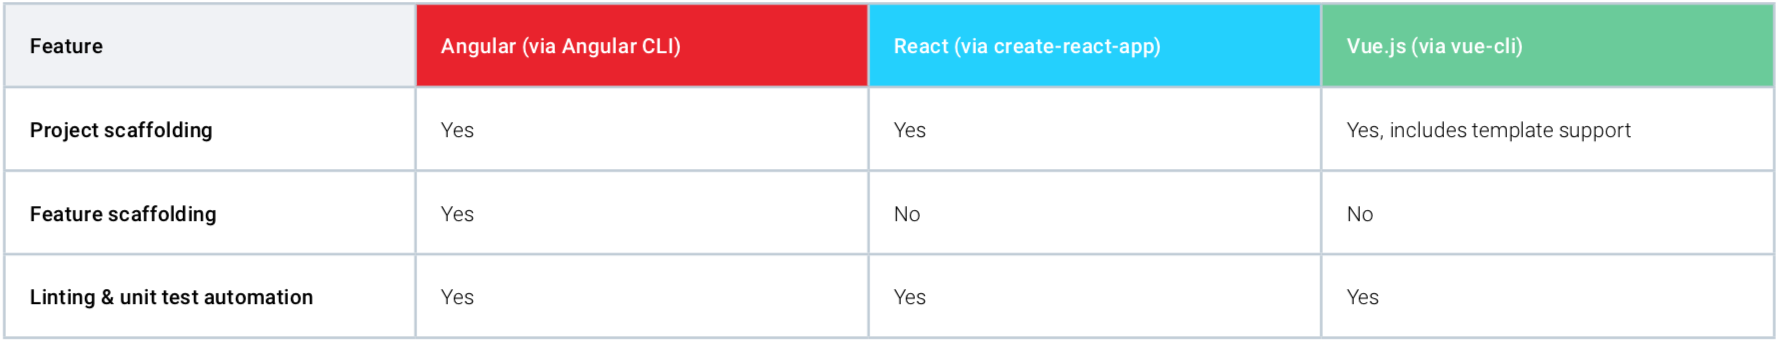 Feature Angular (via Angular CLI) React (via create-react-app) Vue.js (via vue-cli)
Project scaffolding Yes Yes Yes, includes template support
Feature scaffolding Yes No No
Linting & unit test automation Yes Yes Yes